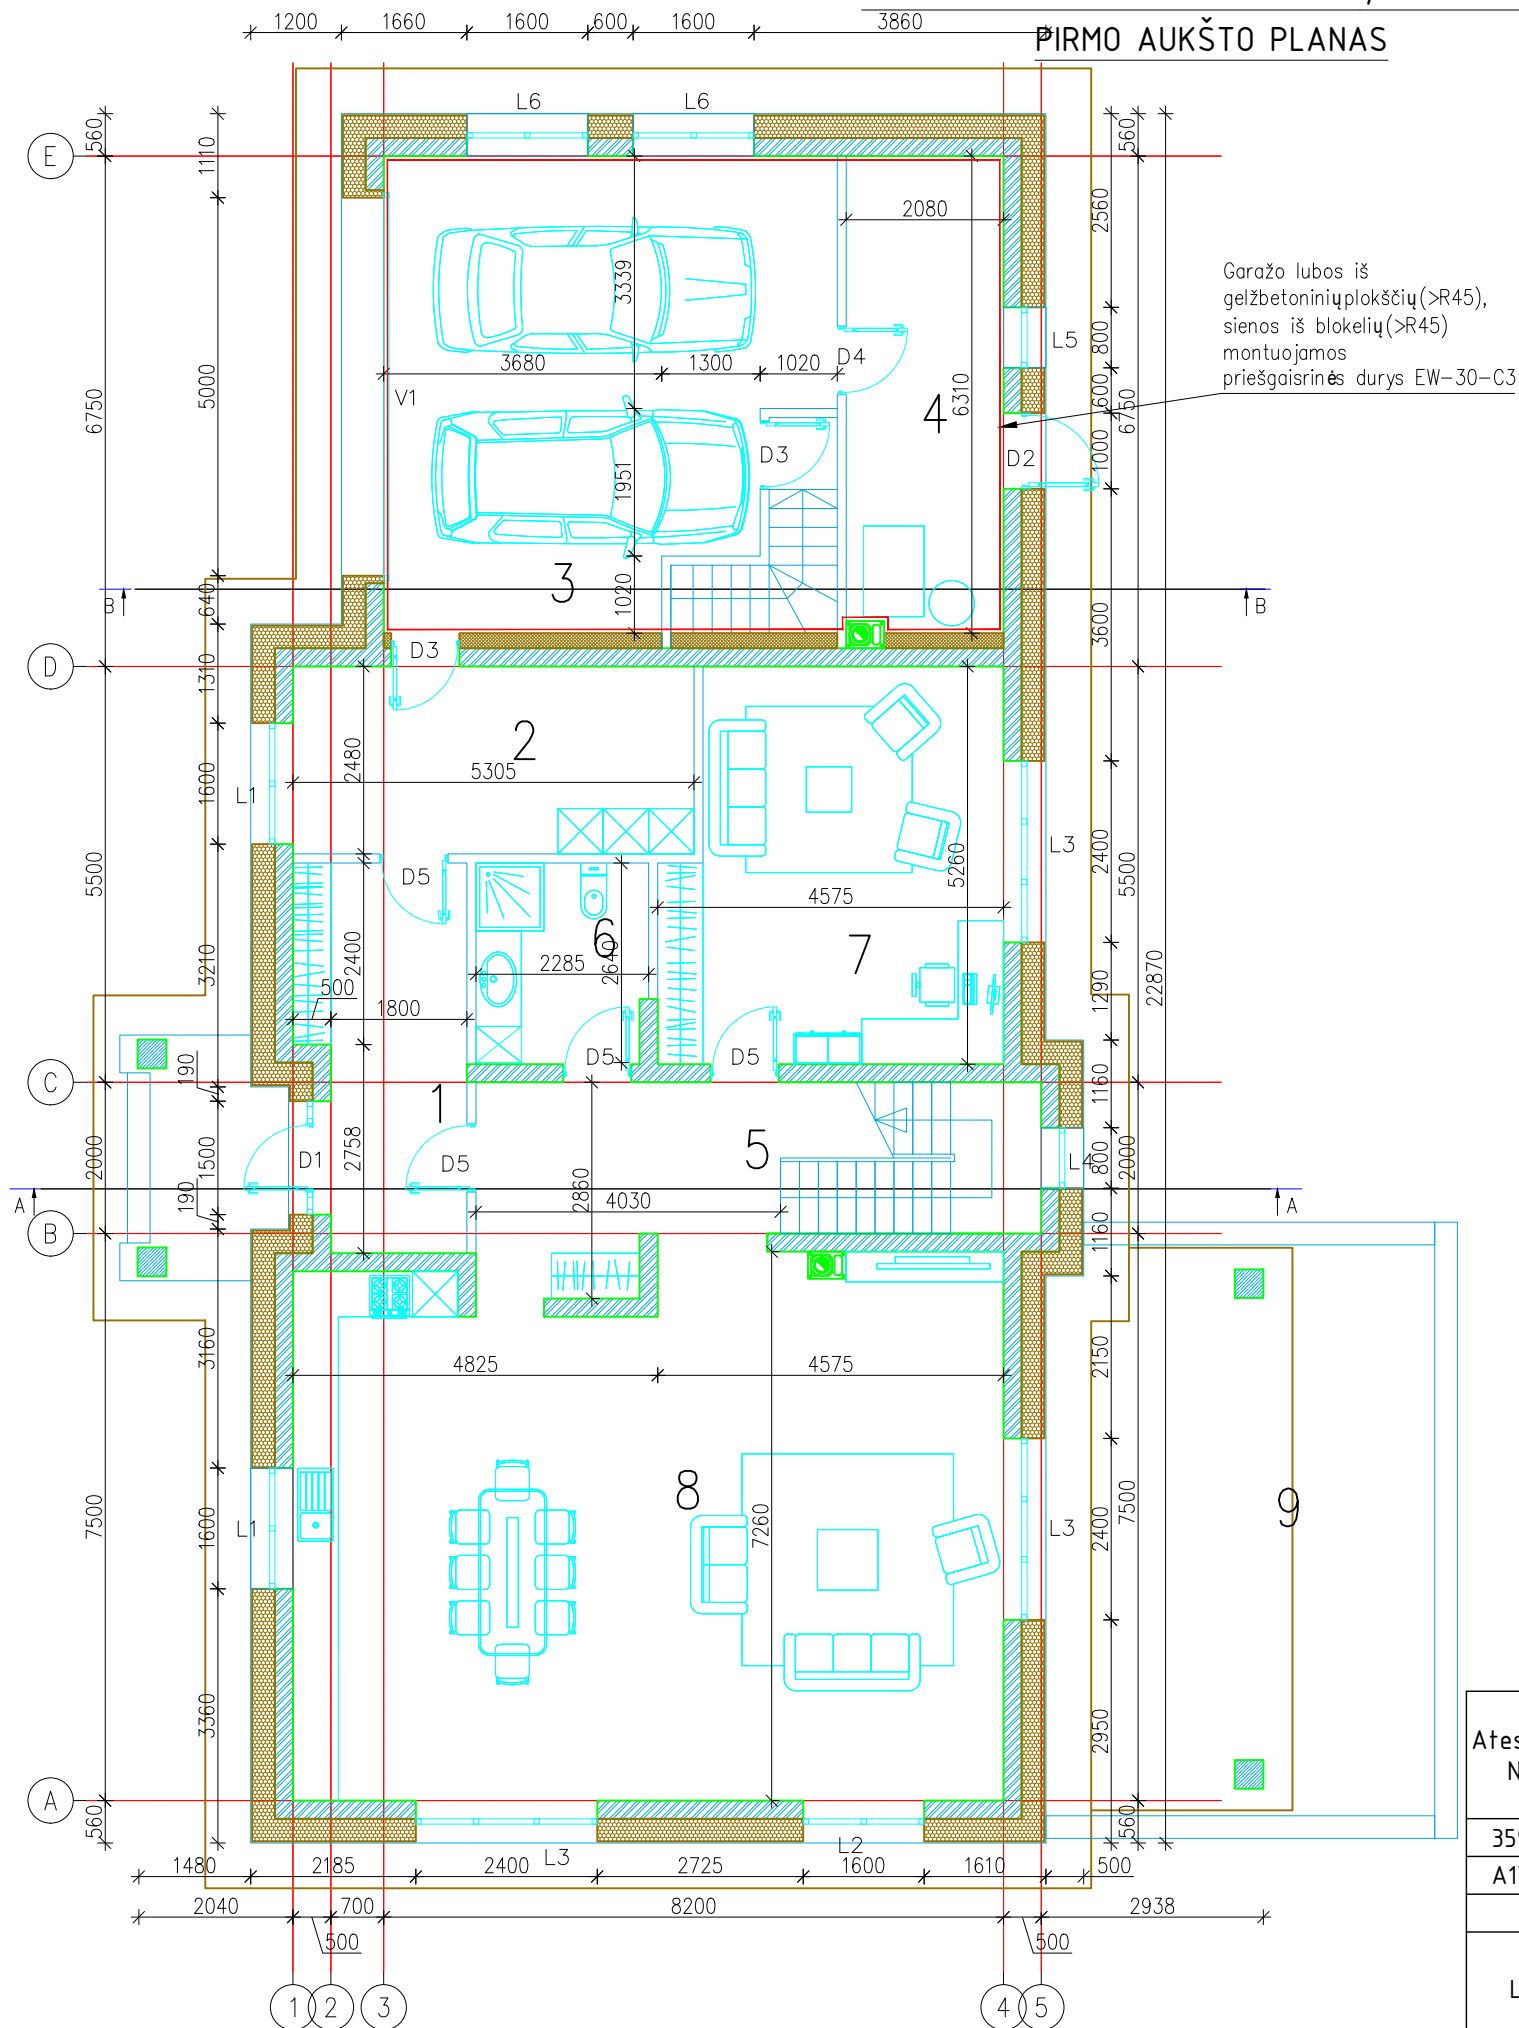 1200 1660 1600 600 1600 3860
PIRMO AUKŠTO PLANAS
L6 L6
E
560 1110
560
2560
2080
3339
Garažo lubos iš
gelžbetoninių plokščių(>R45),
sienos iš blokelių(>R45)
montuojamos
priešgaisrinės durys EW-30-C3
L5
800
D4
3680 1300 1020
V1
6750 5000
4
6310
600 6750
D3
D2
1000
1951
3
1020
B B
640
3600
D
D3
1310
2
2480
5305
1600
L1
L3
2400
5500
D5
5260
5500
4575
6
7
2400
2640
2285
3210
500
1800
1290
22870
190
D5 D5
C
1
1160
5
D1
D5
2758
2000 1500
L4
800 2000
190
A A
2860
4030
B
1160
3160
4825 4575
2150
8
7260
9
7500 1600
L1
L3
2400 7500
3360
2950
Ates
N
A
560
560
L3 L2
359
1480 2185 2400 2725 1600 1610 500
A1
2040 700 8200 2938
500 500
L
1 2 3 4 5